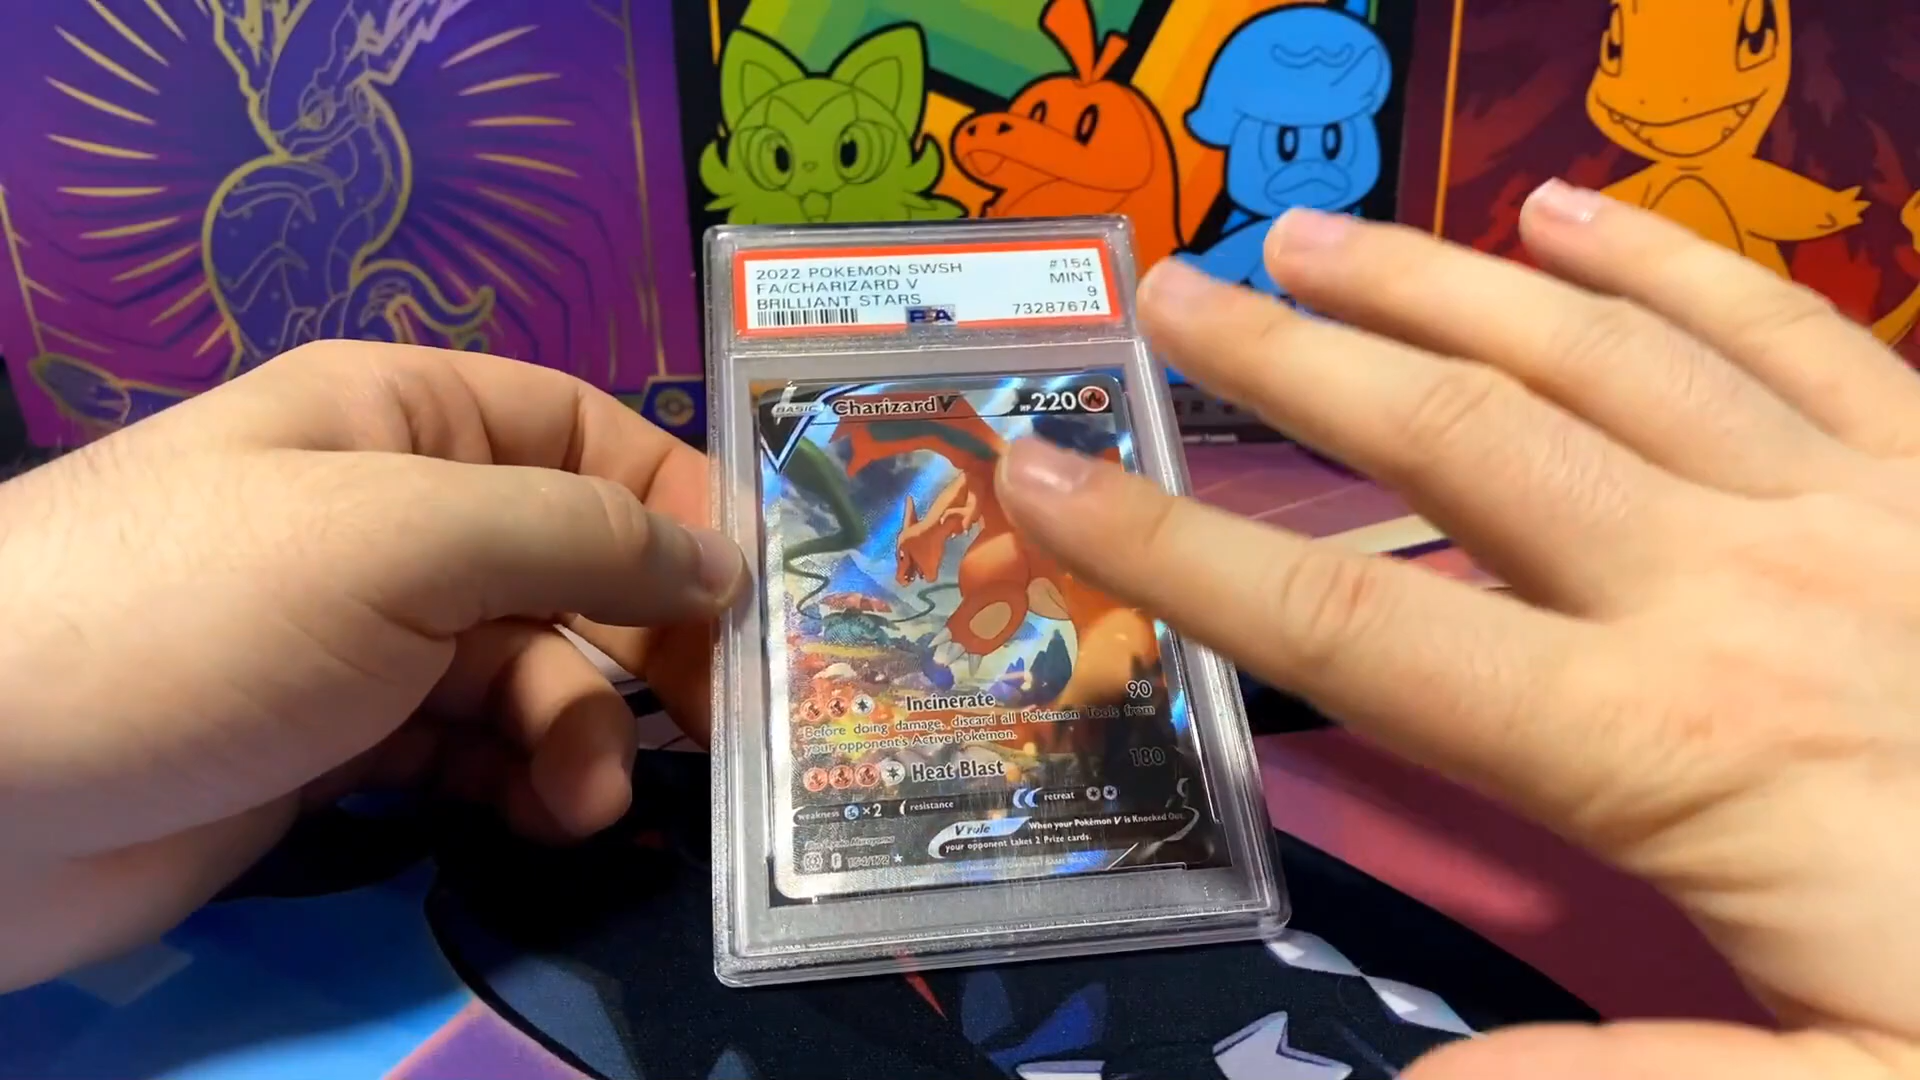 2022 POKEMON SWSH #154
FA/CHARIZARD V MINT
BRILLIANT STARS 9
PSA 73287674
BASIC Charizard V HP 220
Incinerate 90
Before doing damage, discard all Pokémon Tools from
your opponent's Active Pokémon.
Heat Blast 180
weakness ×2 resistance retreat
V rule When your Pokémon V is Knocked Out,
your opponent takes 2 Prize cards.
F 154/172